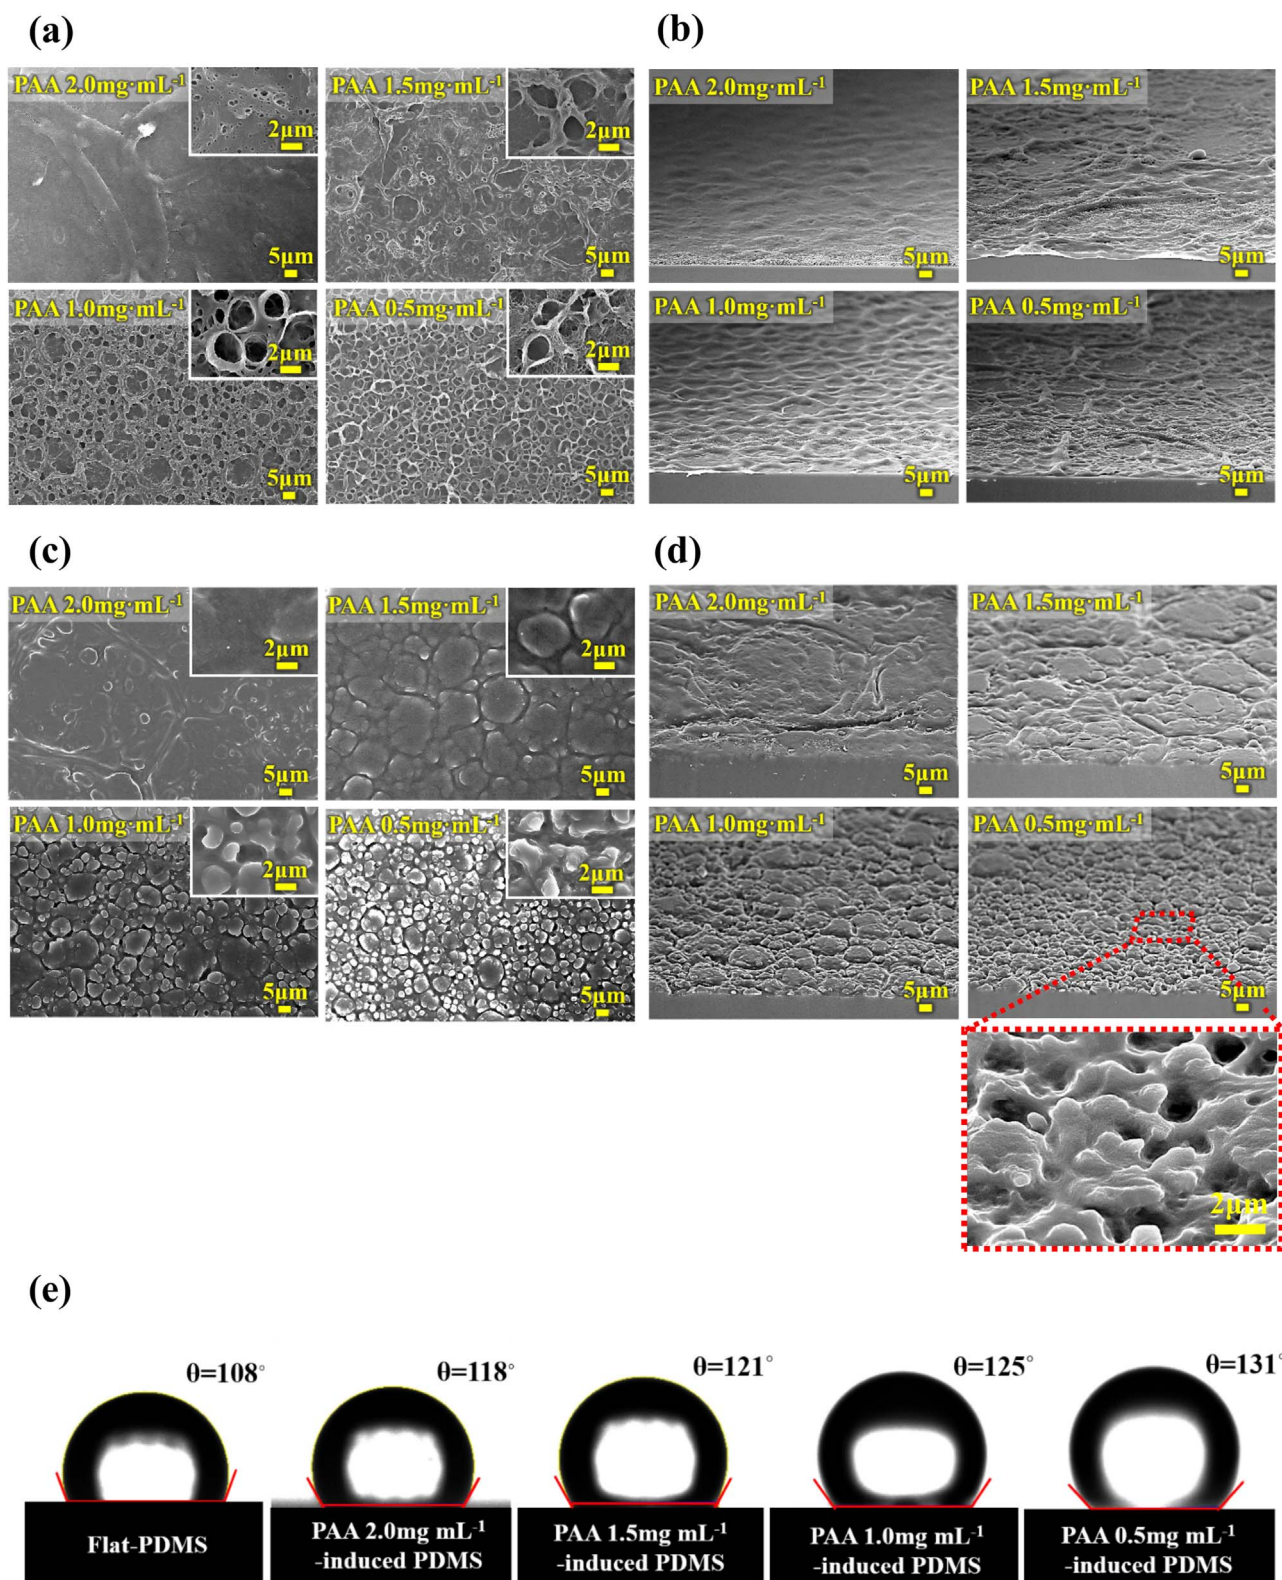 (a)
(b)
PAA 2.0mg·mL⁻¹
2μm
5μm
PAA 1.5mg·mL⁻¹
2μm
5μm
PAA 2.0mg·mL⁻¹
5μm
PAA 1.5mg·mL⁻¹
5μm
PAA 1.0mg·mL⁻¹
2μm
5μm
PAA 0.5mg·mL⁻¹
2μm
5μm
PAA 1.0mg·mL⁻¹
5μm
PAA 0.5mg·mL⁻¹
5μm
(c)
(d)
PAA 2.0mg·mL⁻¹
2μm
5μm
PAA 1.5mg·mL⁻¹
2μm
5μm
PAA 2.0mg·mL⁻¹
5μm
PAA 1.5mg·mL⁻¹
5μm
PAA 1.0mg·mL⁻¹
2μm
5μm
PAA 0.5mg·mL⁻¹
2μm
5μm
PAA 1.0mg·mL⁻¹
5μm
PAA 0.5mg·mL⁻¹
5μm
2μm
(e)
θ=108°
θ=118°
θ=121°
θ=125°
θ=131°
Flat-PDMS
PAA 2.0mg mL⁻¹
-induced PDMS
PAA 1.5mg mL⁻¹
-induced PDMS
PAA 1.0mg mL⁻¹
-induced PDMS
PAA 0.5mg mL⁻¹
-induced PDMS